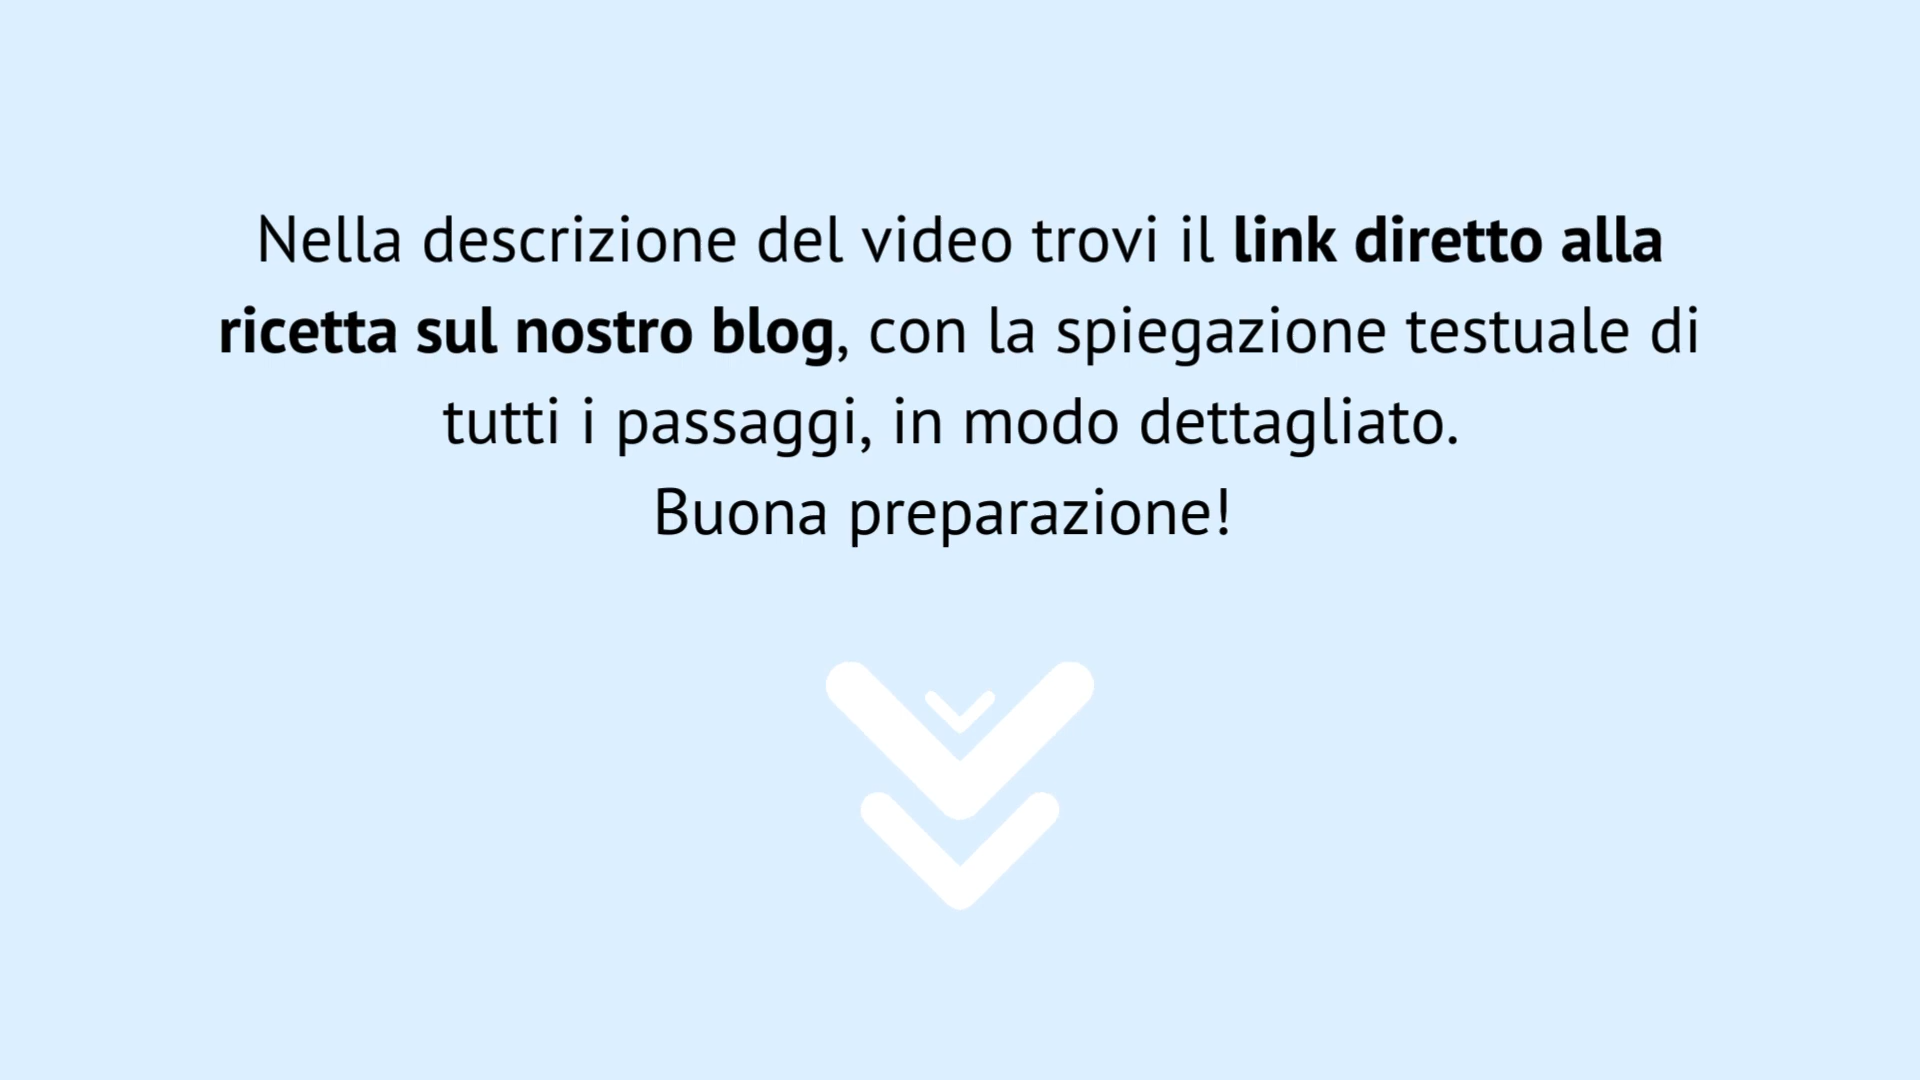 Nella descrizione del video trovi il link diretto alla
ricetta sul nostro blog, con la spiegazione testuale di
tutti i passaggi, in modo dettagliato.
Buona preparazione!